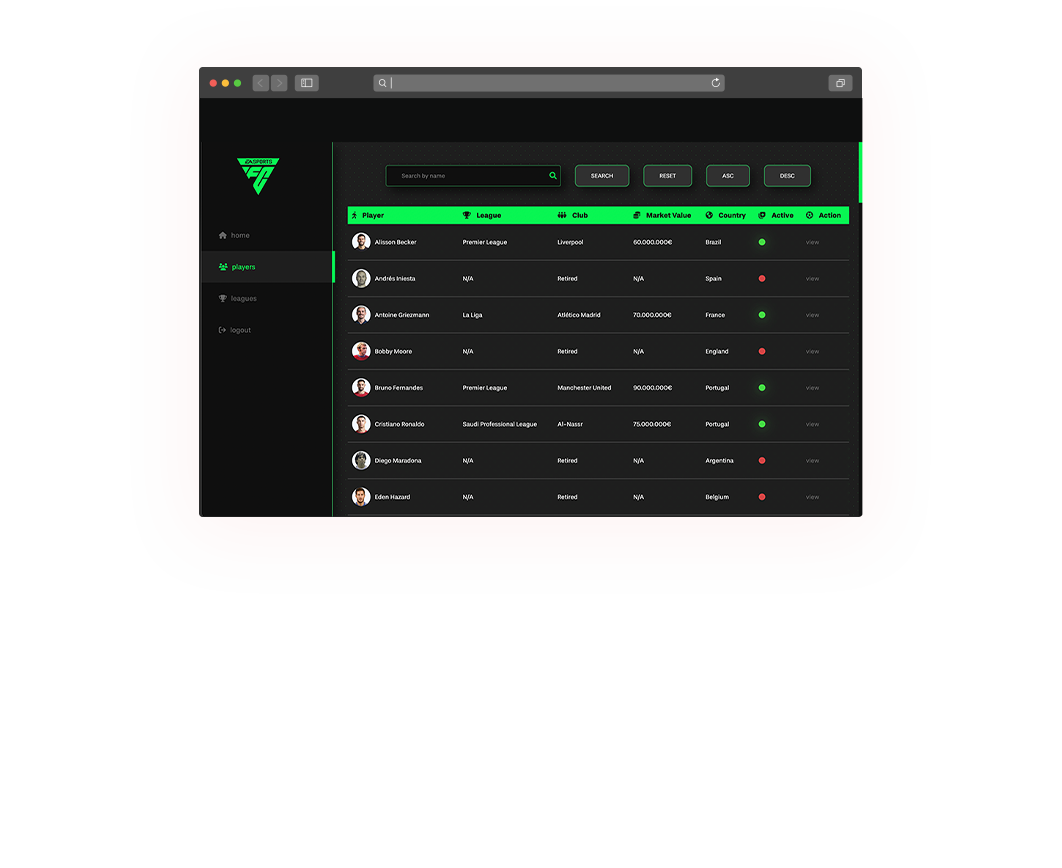 EA SPORTS
FC
home
players
leagues
logout
Search by name SEARCH RESET ASC DESC
Player League Club Market Value Country Active Action
Alisson Becker Premier League Liverpool 60.000.000€ Brazil view
Andrés Iniesta N/A Retired N/A Spain view
Antoine Griezmann La Liga Atlético Madrid 70.000.000€ France view
Bobby Moore N/A Retired N/A England view
Bruno Fernandes Premier League Manchester United 90.000.000€ Portugal view
Cristiano Ronaldo Saudi Professional League Al-Nassr 75.000.000€ Portugal view
Diego Maradona N/A Retired N/A Argentina view
Eden Hazard N/A Retired N/A Belgium view